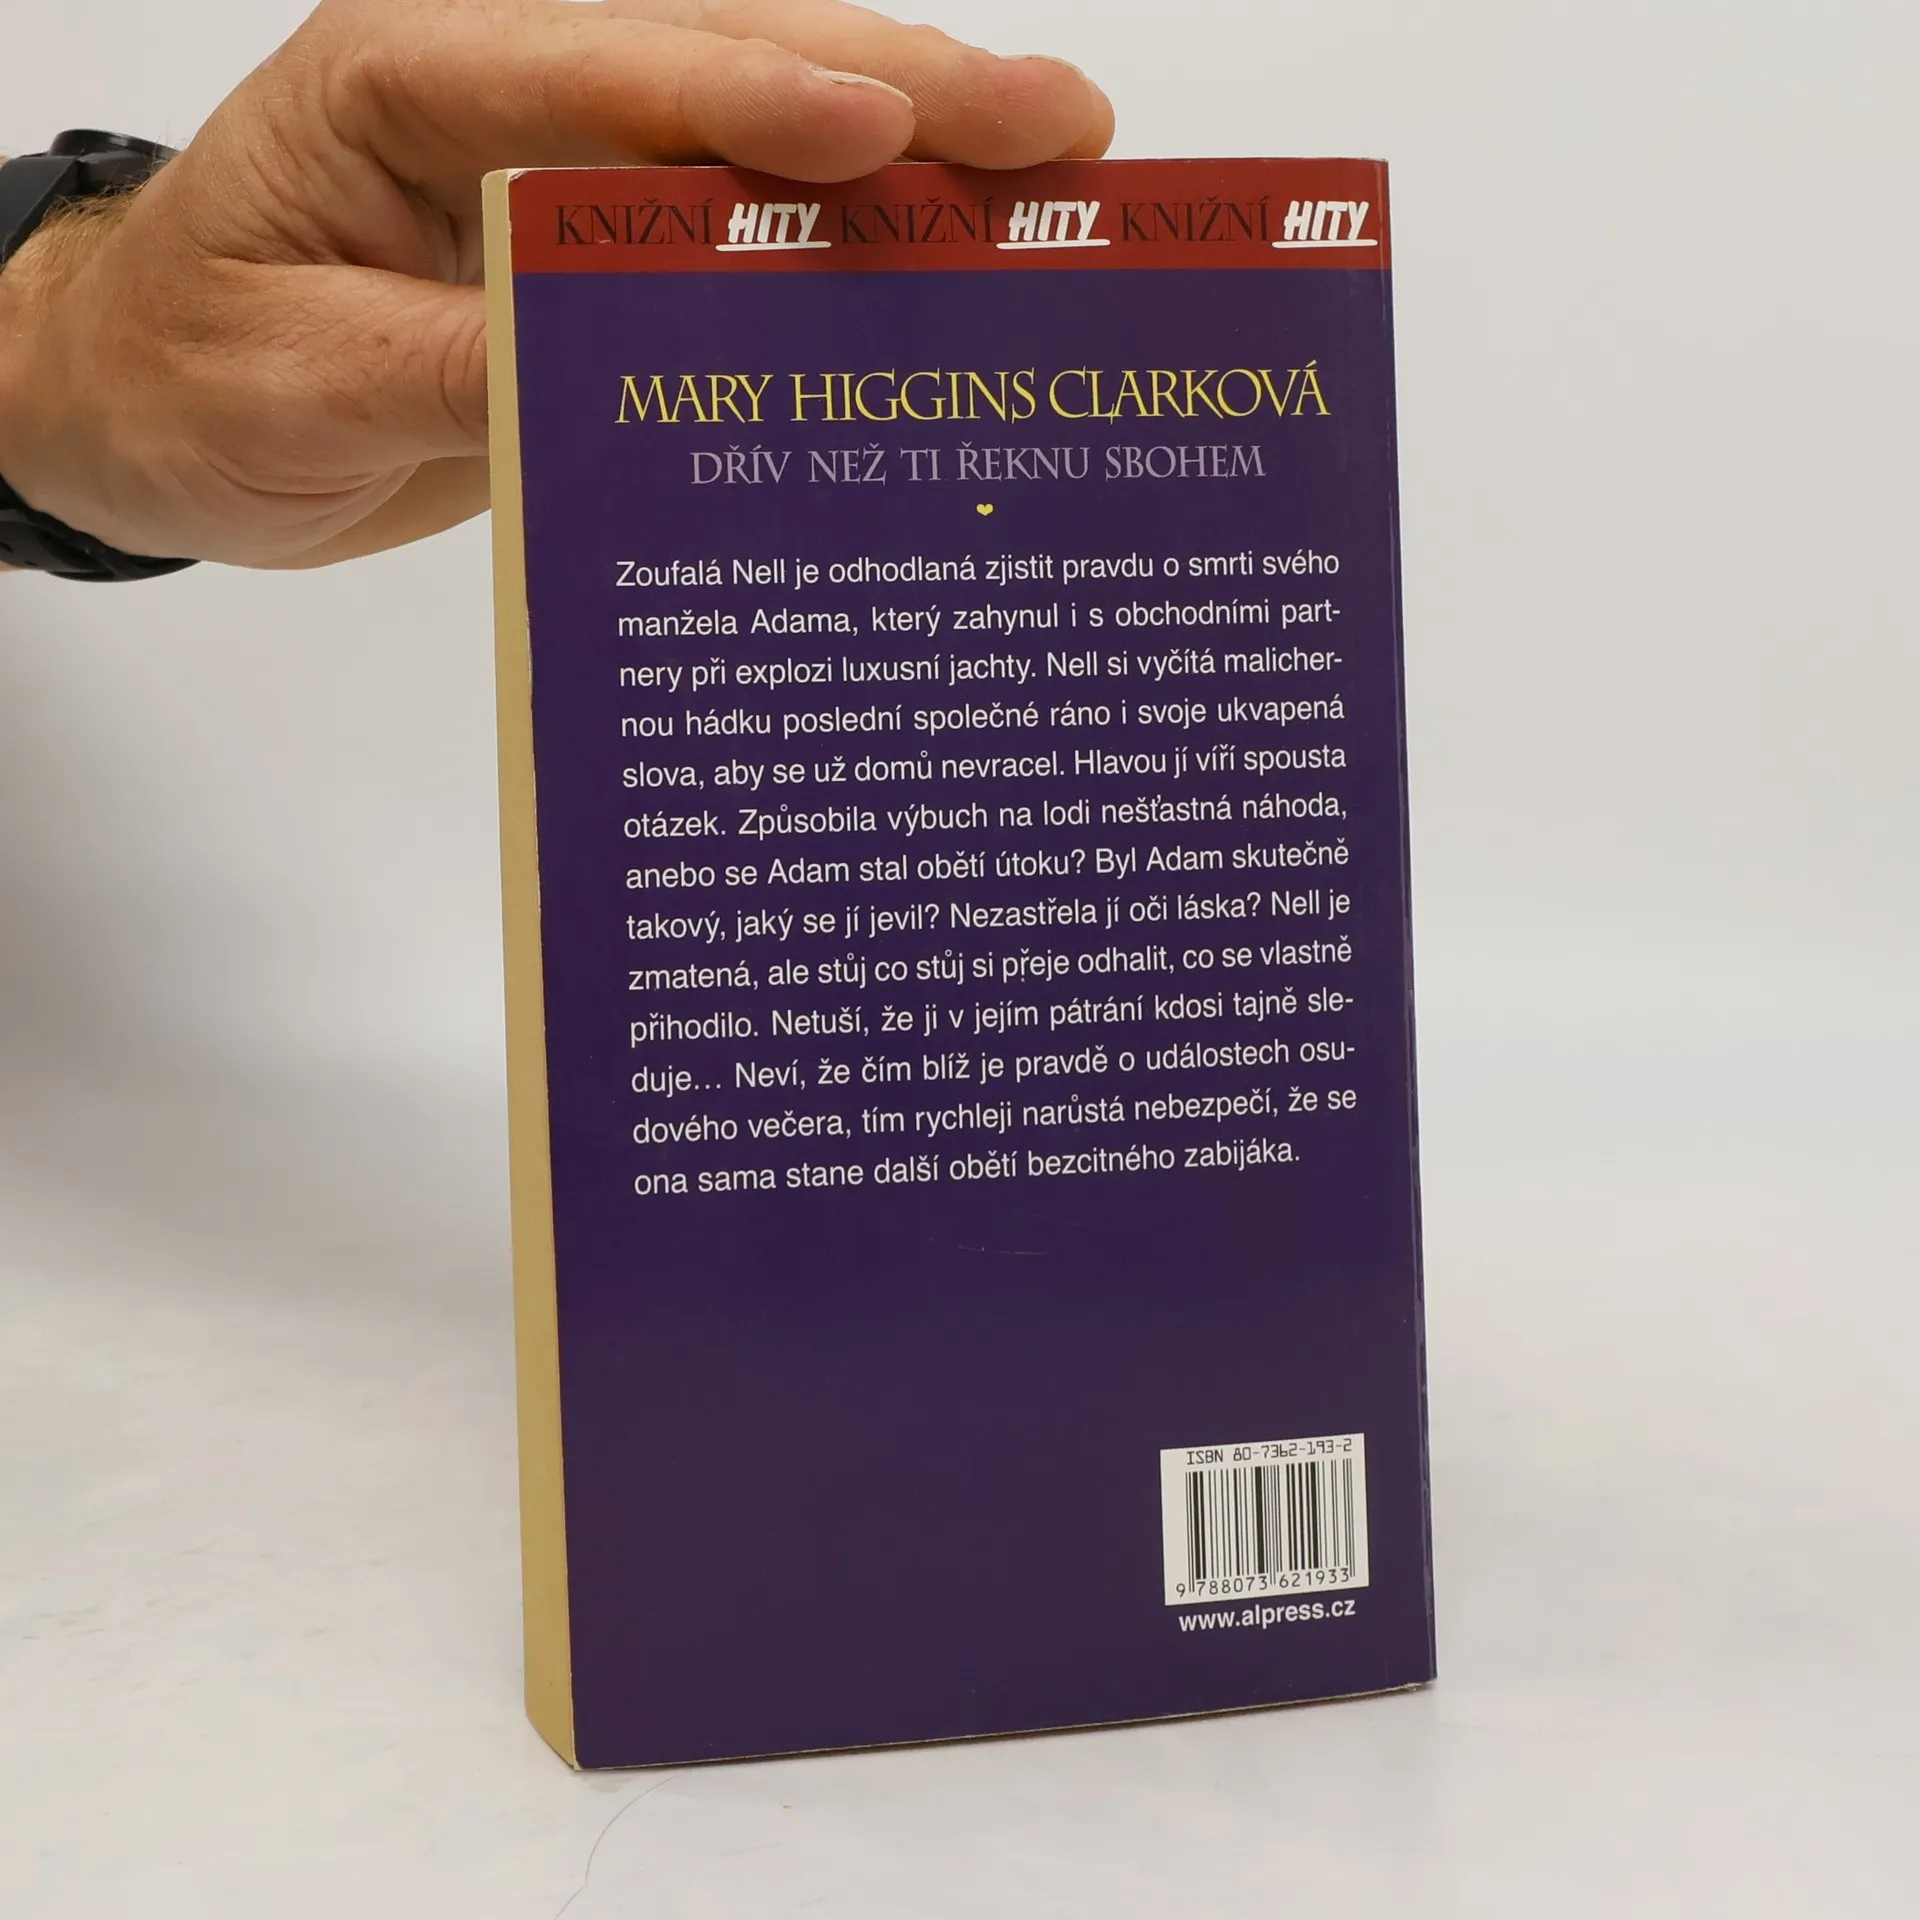 KNIŽNÍ HITY KNIŽNÍ HITY KNIŽNÍ HITY
MARY HIGGINS CLARKOVÁ
DŘÍV NEŽ TI ŘEKNU SBOHEM
Zoufalá Nell je odhodlaná zjistit pravdu o smrti svého
manžela Adama, který zahynul i s obchodními part-
nery při explozi luxusní jachty. Nell si vyčítá malicher-
nou hádku poslední společné ráno i svoje ukvapená
slova, aby se už domů nevracel. Hlavou jí víří spousta
otázek. Způsobila výbuch na lodi nešťastná náhoda,
anebo se Adam stal obětí útoku? Byl Adam skutečně
takový, jaký se jí jevil? Nezastřela jí oči láska? Nell je
zmatená, ale stůj co stůj si přeje odhalit, co se vlastně
přihodilo. Netuší, že ji v jejím pátrání kdosi tajně sle-
duje... Neví, že čím blíž je pravdě o událostech osu-
dového večera, tím rychleji narůstá nebezpečí, že se
ona sama stane další obětí bezcitného zabijáka.
ISBN 80-7362-193-2
9 788073 621933
www.alpress.cz